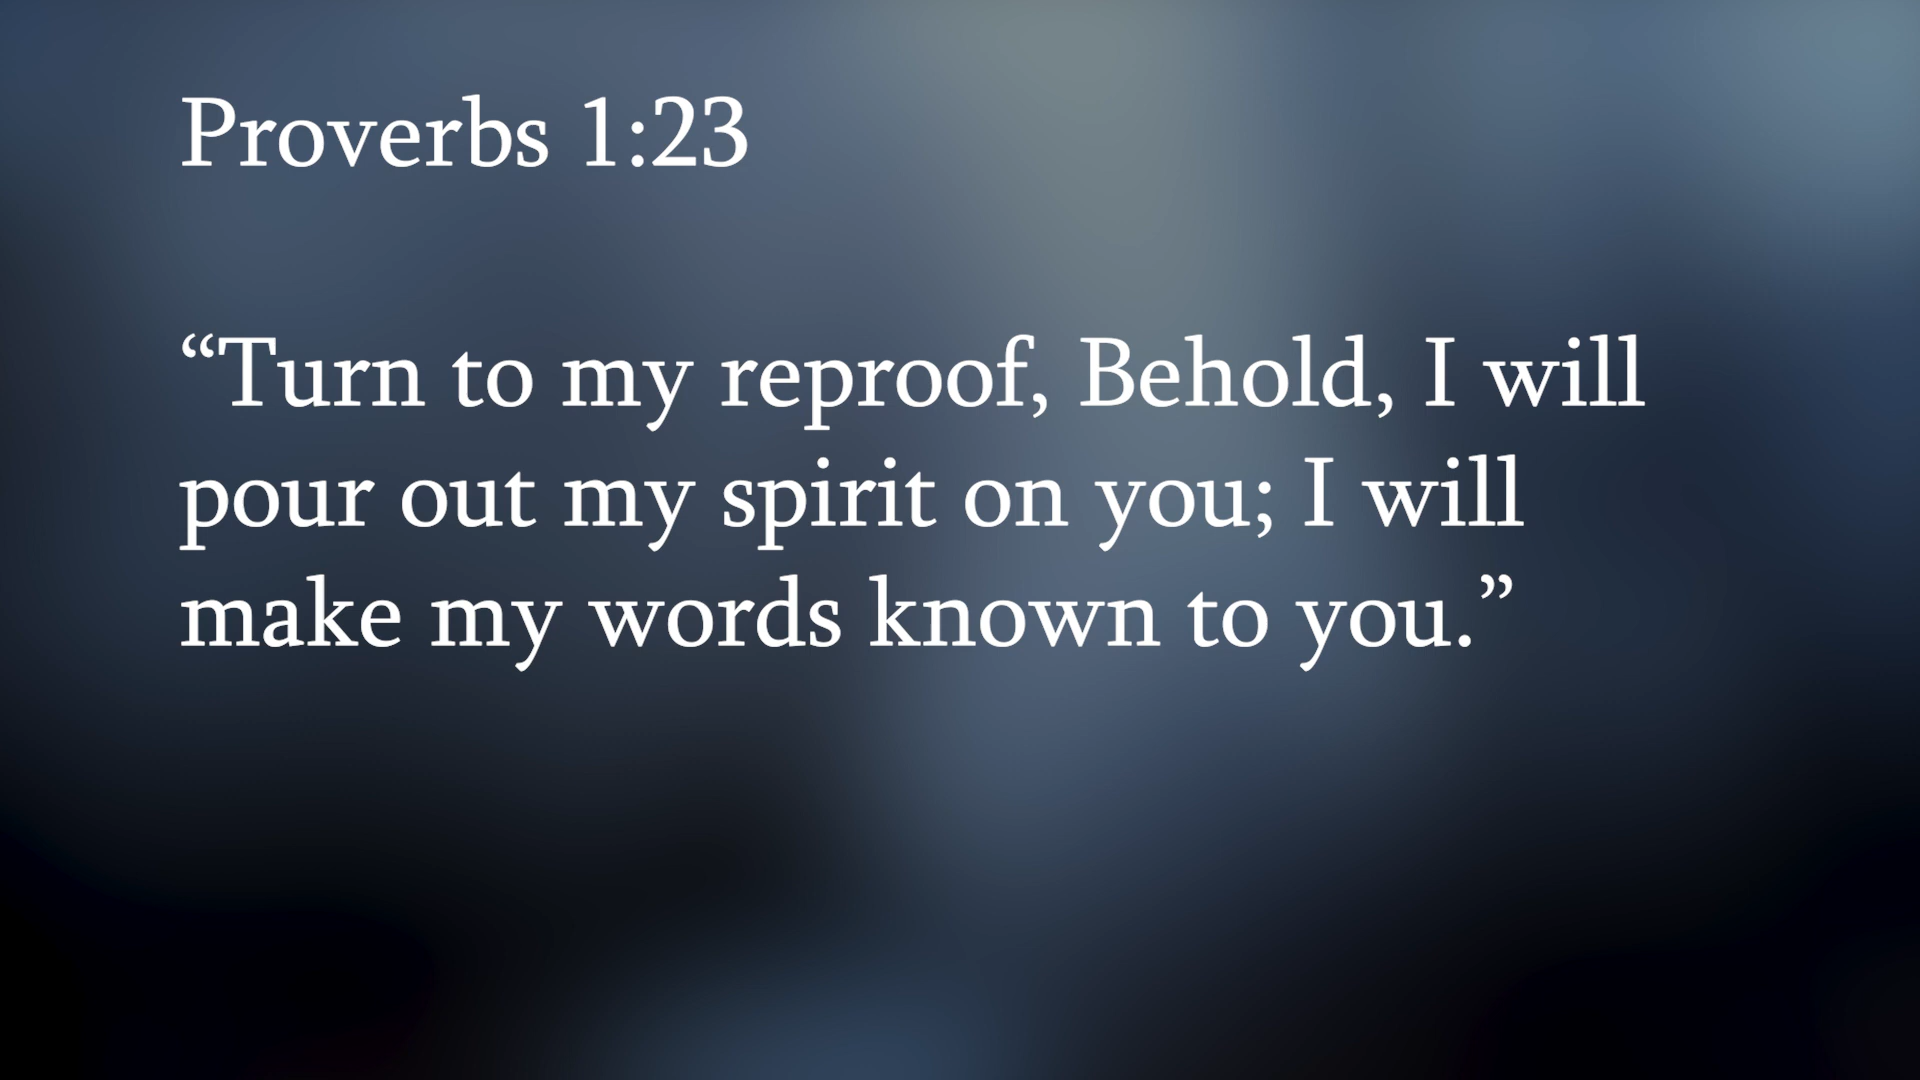 Proverbs 1:23
“Turn to my reproof, Behold, I will
pour out my spirit on you; I will
make my words known to you.”